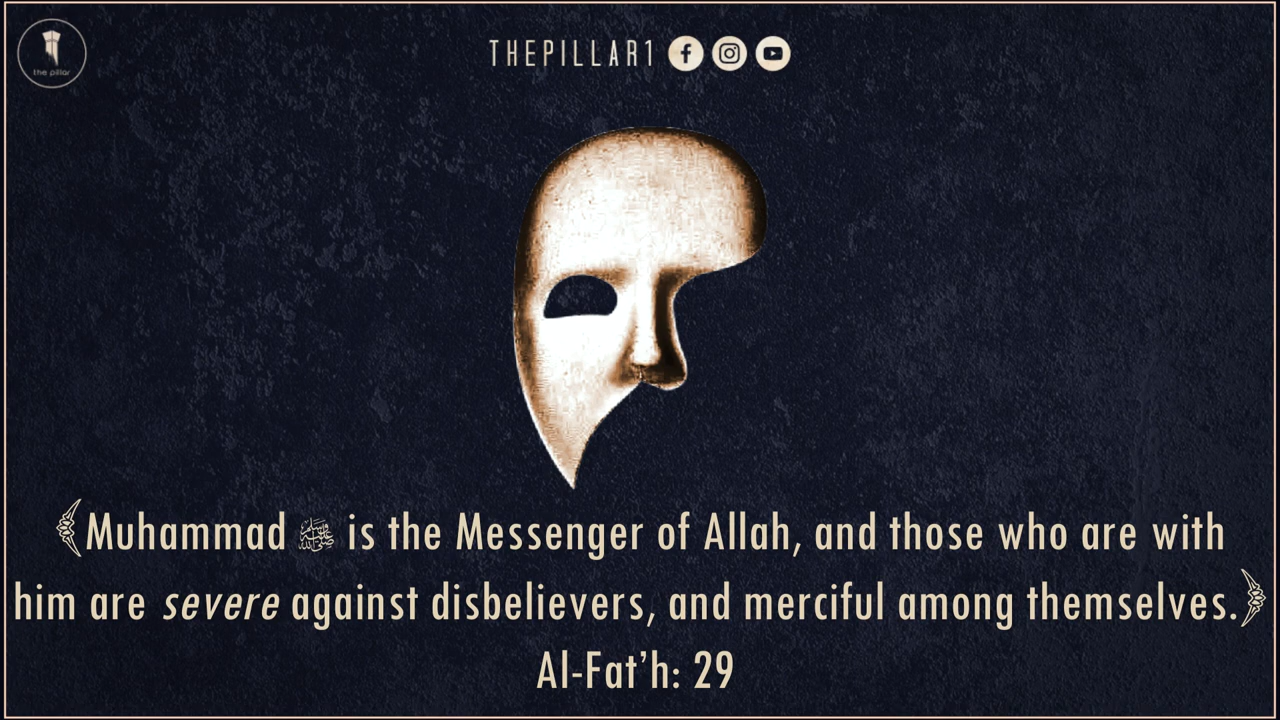 the pillar
THEPILLAR1
﴾Muhammad ﷺ is the Messenger of Allah, and those who are with
him are severe against disbelievers, and merciful among themselves.﴿
Al-Fat’h: 29